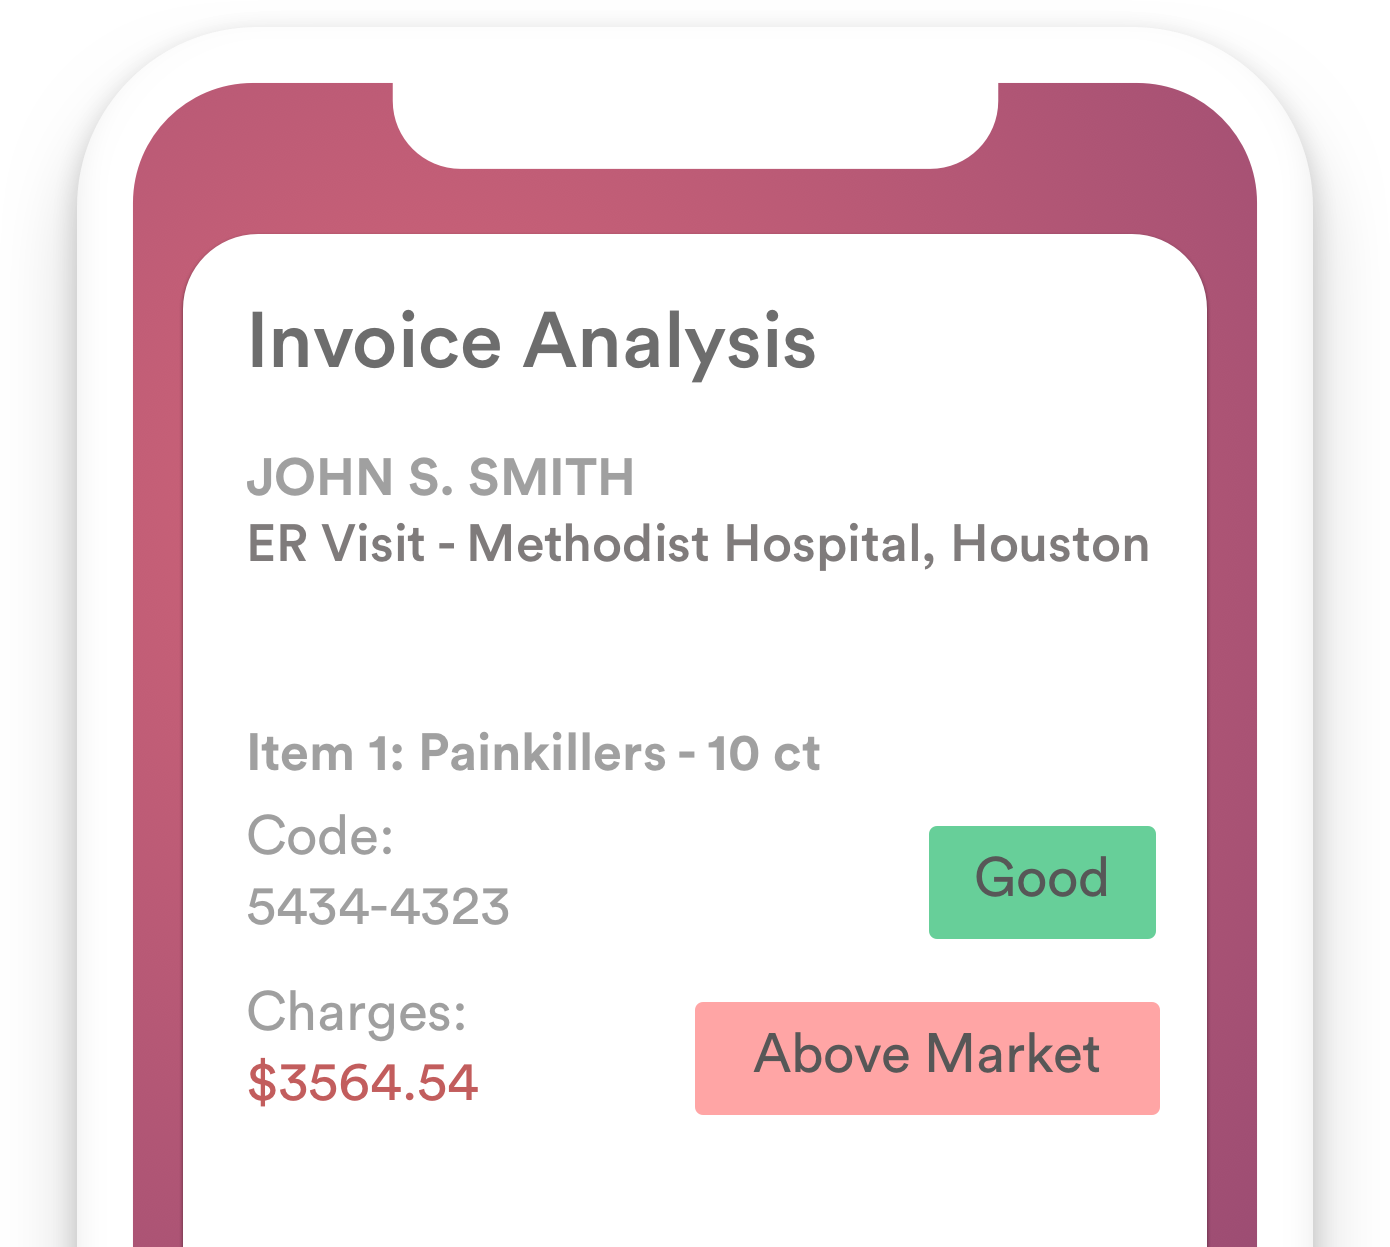 Invoice Analysis
JOHN S. SMITH
ER Visit - Methodist Hospital, Houston
Item 1: Painkillers - 10 ct
Code:
5434-4323
Good
Charges:
$3564.54
Above Market